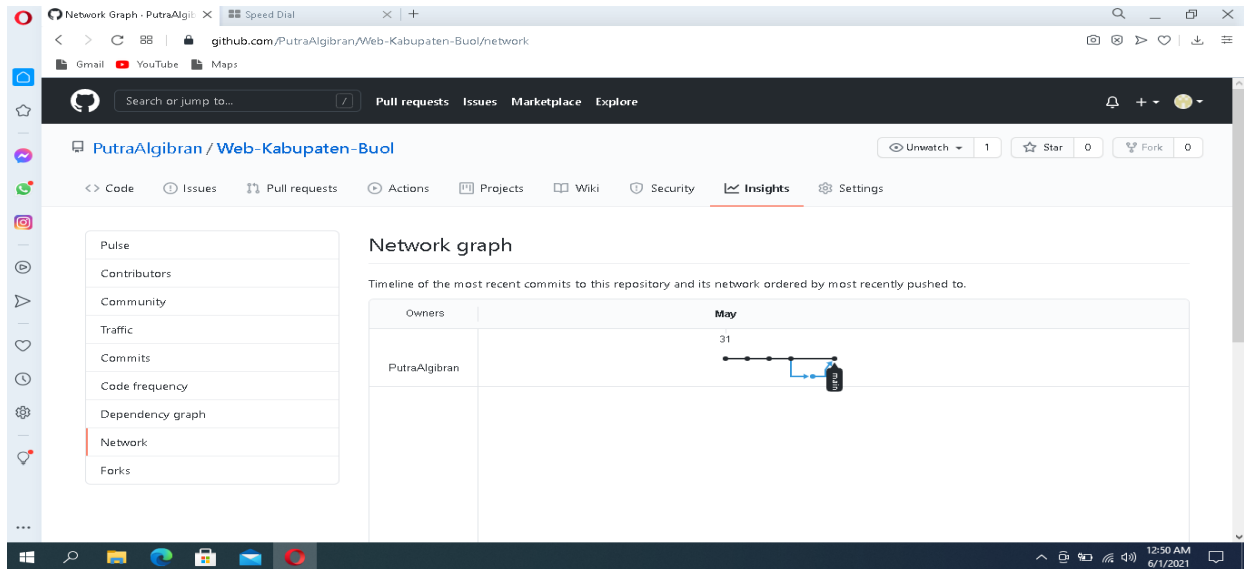 Network Graph · PutraAlgib
Speed Dial
github.com/PutraAlgibran/Web-Kabupaten-Buol/network
Gmail YouTube Maps
Search or jump to... /
Pull requests Issues Marketplace Explore
PutraAlgibran / Web-Kabupaten-Buol
Unwatch 1 Star 0 Fork 0
<> Code Issues Pull requests Actions Projects Wiki Security Insights Settings
Pulse
Contributors
Community
Traffic
Commits
Code frequency
Dependency graph
Network
Forks
Network graph
Timeline of the most recent commits to this repository and its network ordered by most recently pushed to.
Owners May
31
PutraAlgibran
main
12:50 AM
6/1/2021